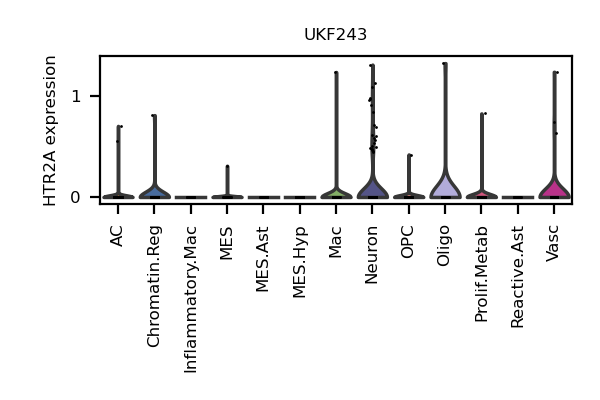 UKF243
HTR2A expression
1
0
AC
Chromatin.Reg
Inflammatory.Mac
MES
MES.Ast
MES.Hyp
Mac
Neuron
OPC
Oligo
Prolif.Metab
Reactive.Ast
Vasc